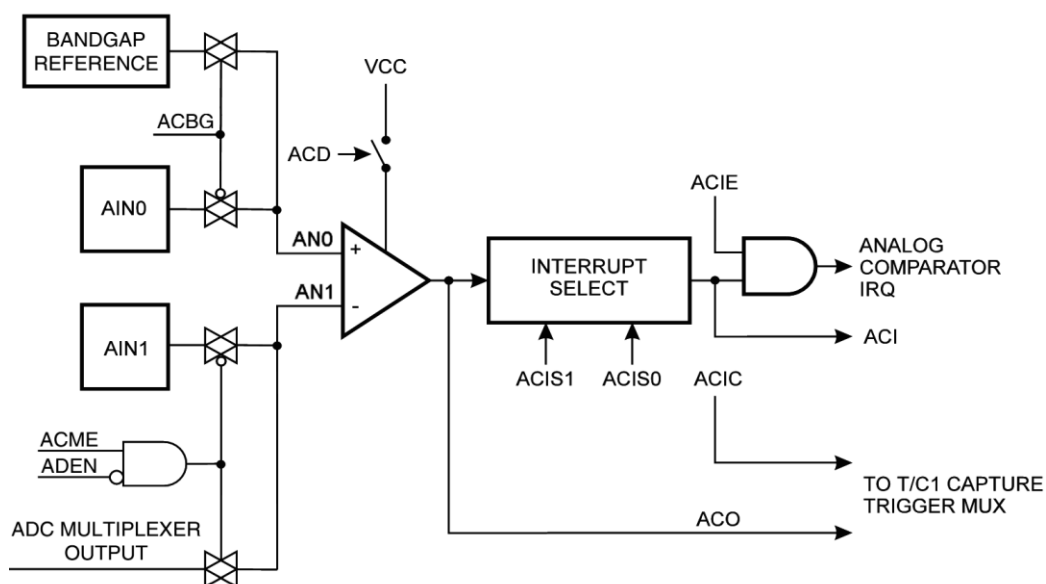 BANDGAP
REFERENCE
VCC
ACBG
ACD
ACIE
AIN0
AN0
+
INTERRUPT
SELECT
ANALOG
COMPARATOR
IRQ
AN1
-
AIN1
ACI
ACIS1
ACIS0
ACIC
ACME
ADEN
TO T/C1 CAPTURE
TRIGGER MUX
ACO
ADC MULTIPLEXER
OUTPUT